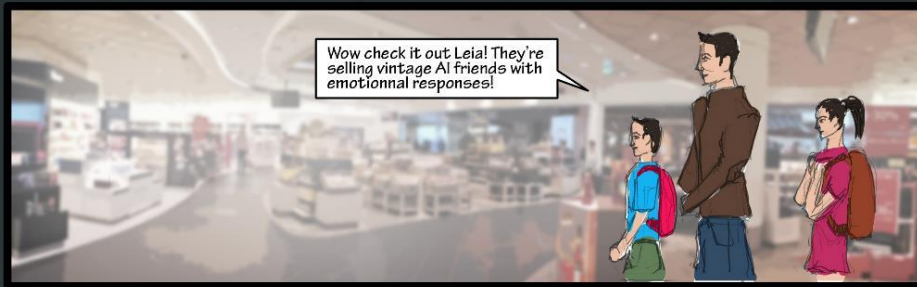 Wow check it out Leia! They're
selling vintage AI friends with
emotionnal responses!